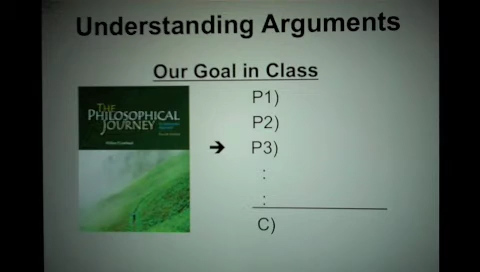 Understanding Arguments
Our Goal in Class
THE
PHILOSOPHICAL
JOURNEY
P1)
P2)
P3)
:
:
C)